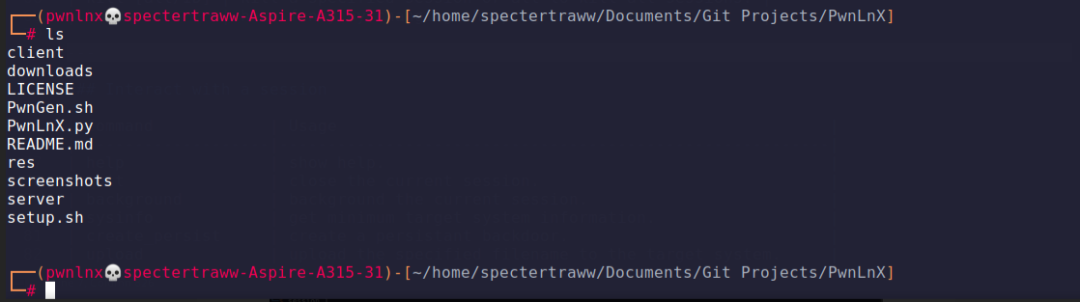 ┌──(pwnlnx💀spectertraww-Aspire-A315-31)-[~/home/spectertraww/Documents/Git Projects/PwnLnX]
└─# ls
client
downloads
LICENSE
PwnGen.sh
PwnLnX.py
README.md
res
screenshots
server
setup.sh
┌──(pwnlnx💀spectertraww-Aspire-A315-31)-[~/home/spectertraww/Documents/Git Projects/PwnLnX]
└─#